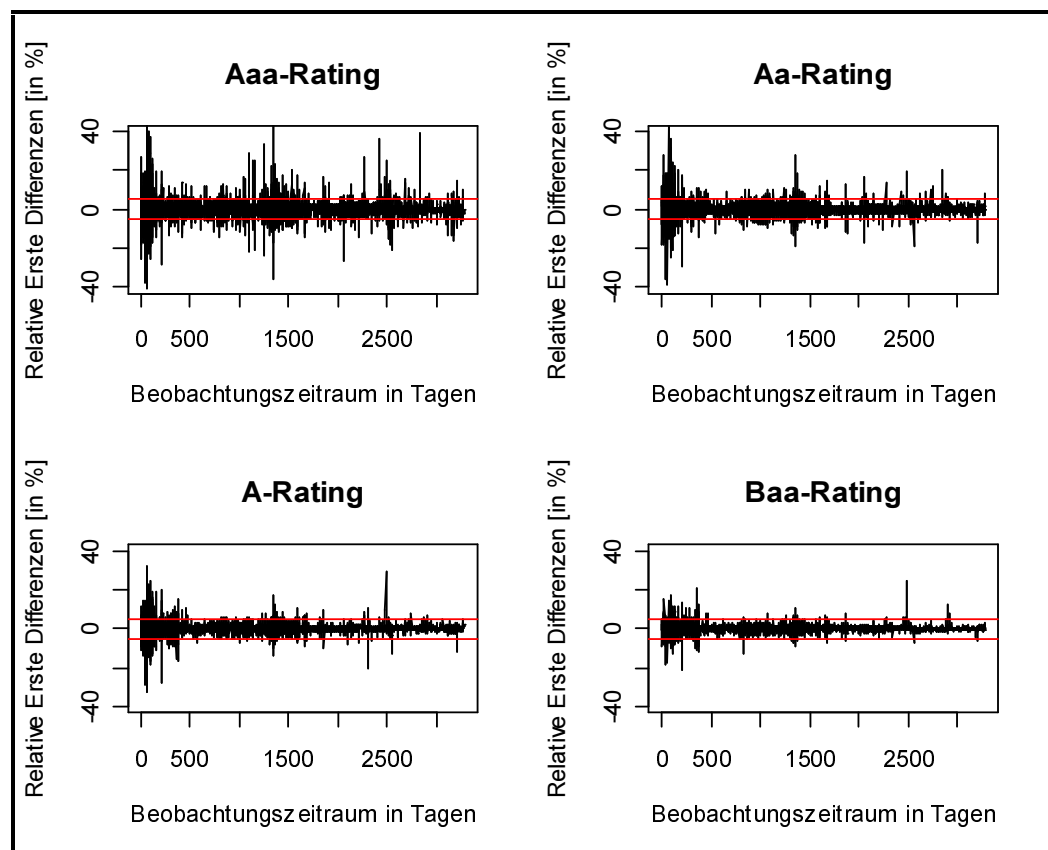 Aaa-Rating
Relative Erste Differenzen [in %]
40
0
-40
0 500 1500 2500
Beobachtungszeitraum in Tagen
Aa-Rating
Relative Erste Differenzen [in %]
40
0
-40
0 500 1500 2500
Beobachtungszeitraum in Tagen
A-Rating
Relative Erste Differenzen [in %]
40
0
-40
0 500 1500 2500
Beobachtungszeitraum in Tagen
Baa-Rating
Relative Erste Differenzen [in %]
40
0
-40
0 500 1500 2500
Beobachtungszeitraum in Tagen